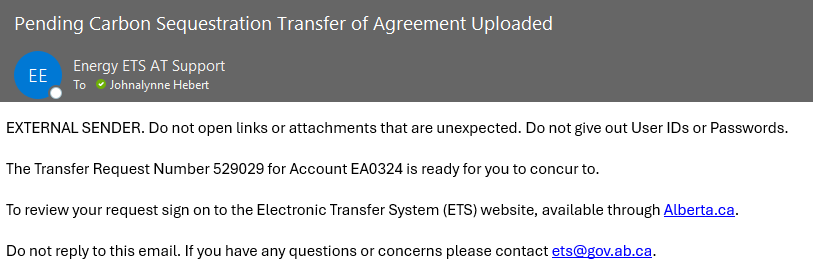 Pending Carbon Sequestration Transfer of Agreement Uploaded
EE
Energy ETS AT Support
To Johnalynne Hebert
EXTERNAL SENDER. Do not open links or attachments that are unexpected. Do not give out User IDs or Passwords.
The Transfer Request Number 529029 for Account EA0324 is ready for you to concur to.
To review your request sign on to the Electronic Transfer System (ETS) website, available through Alberta.ca.
Do not reply to this email. If you have any questions or concerns please contact ets@gov.ab.ca.